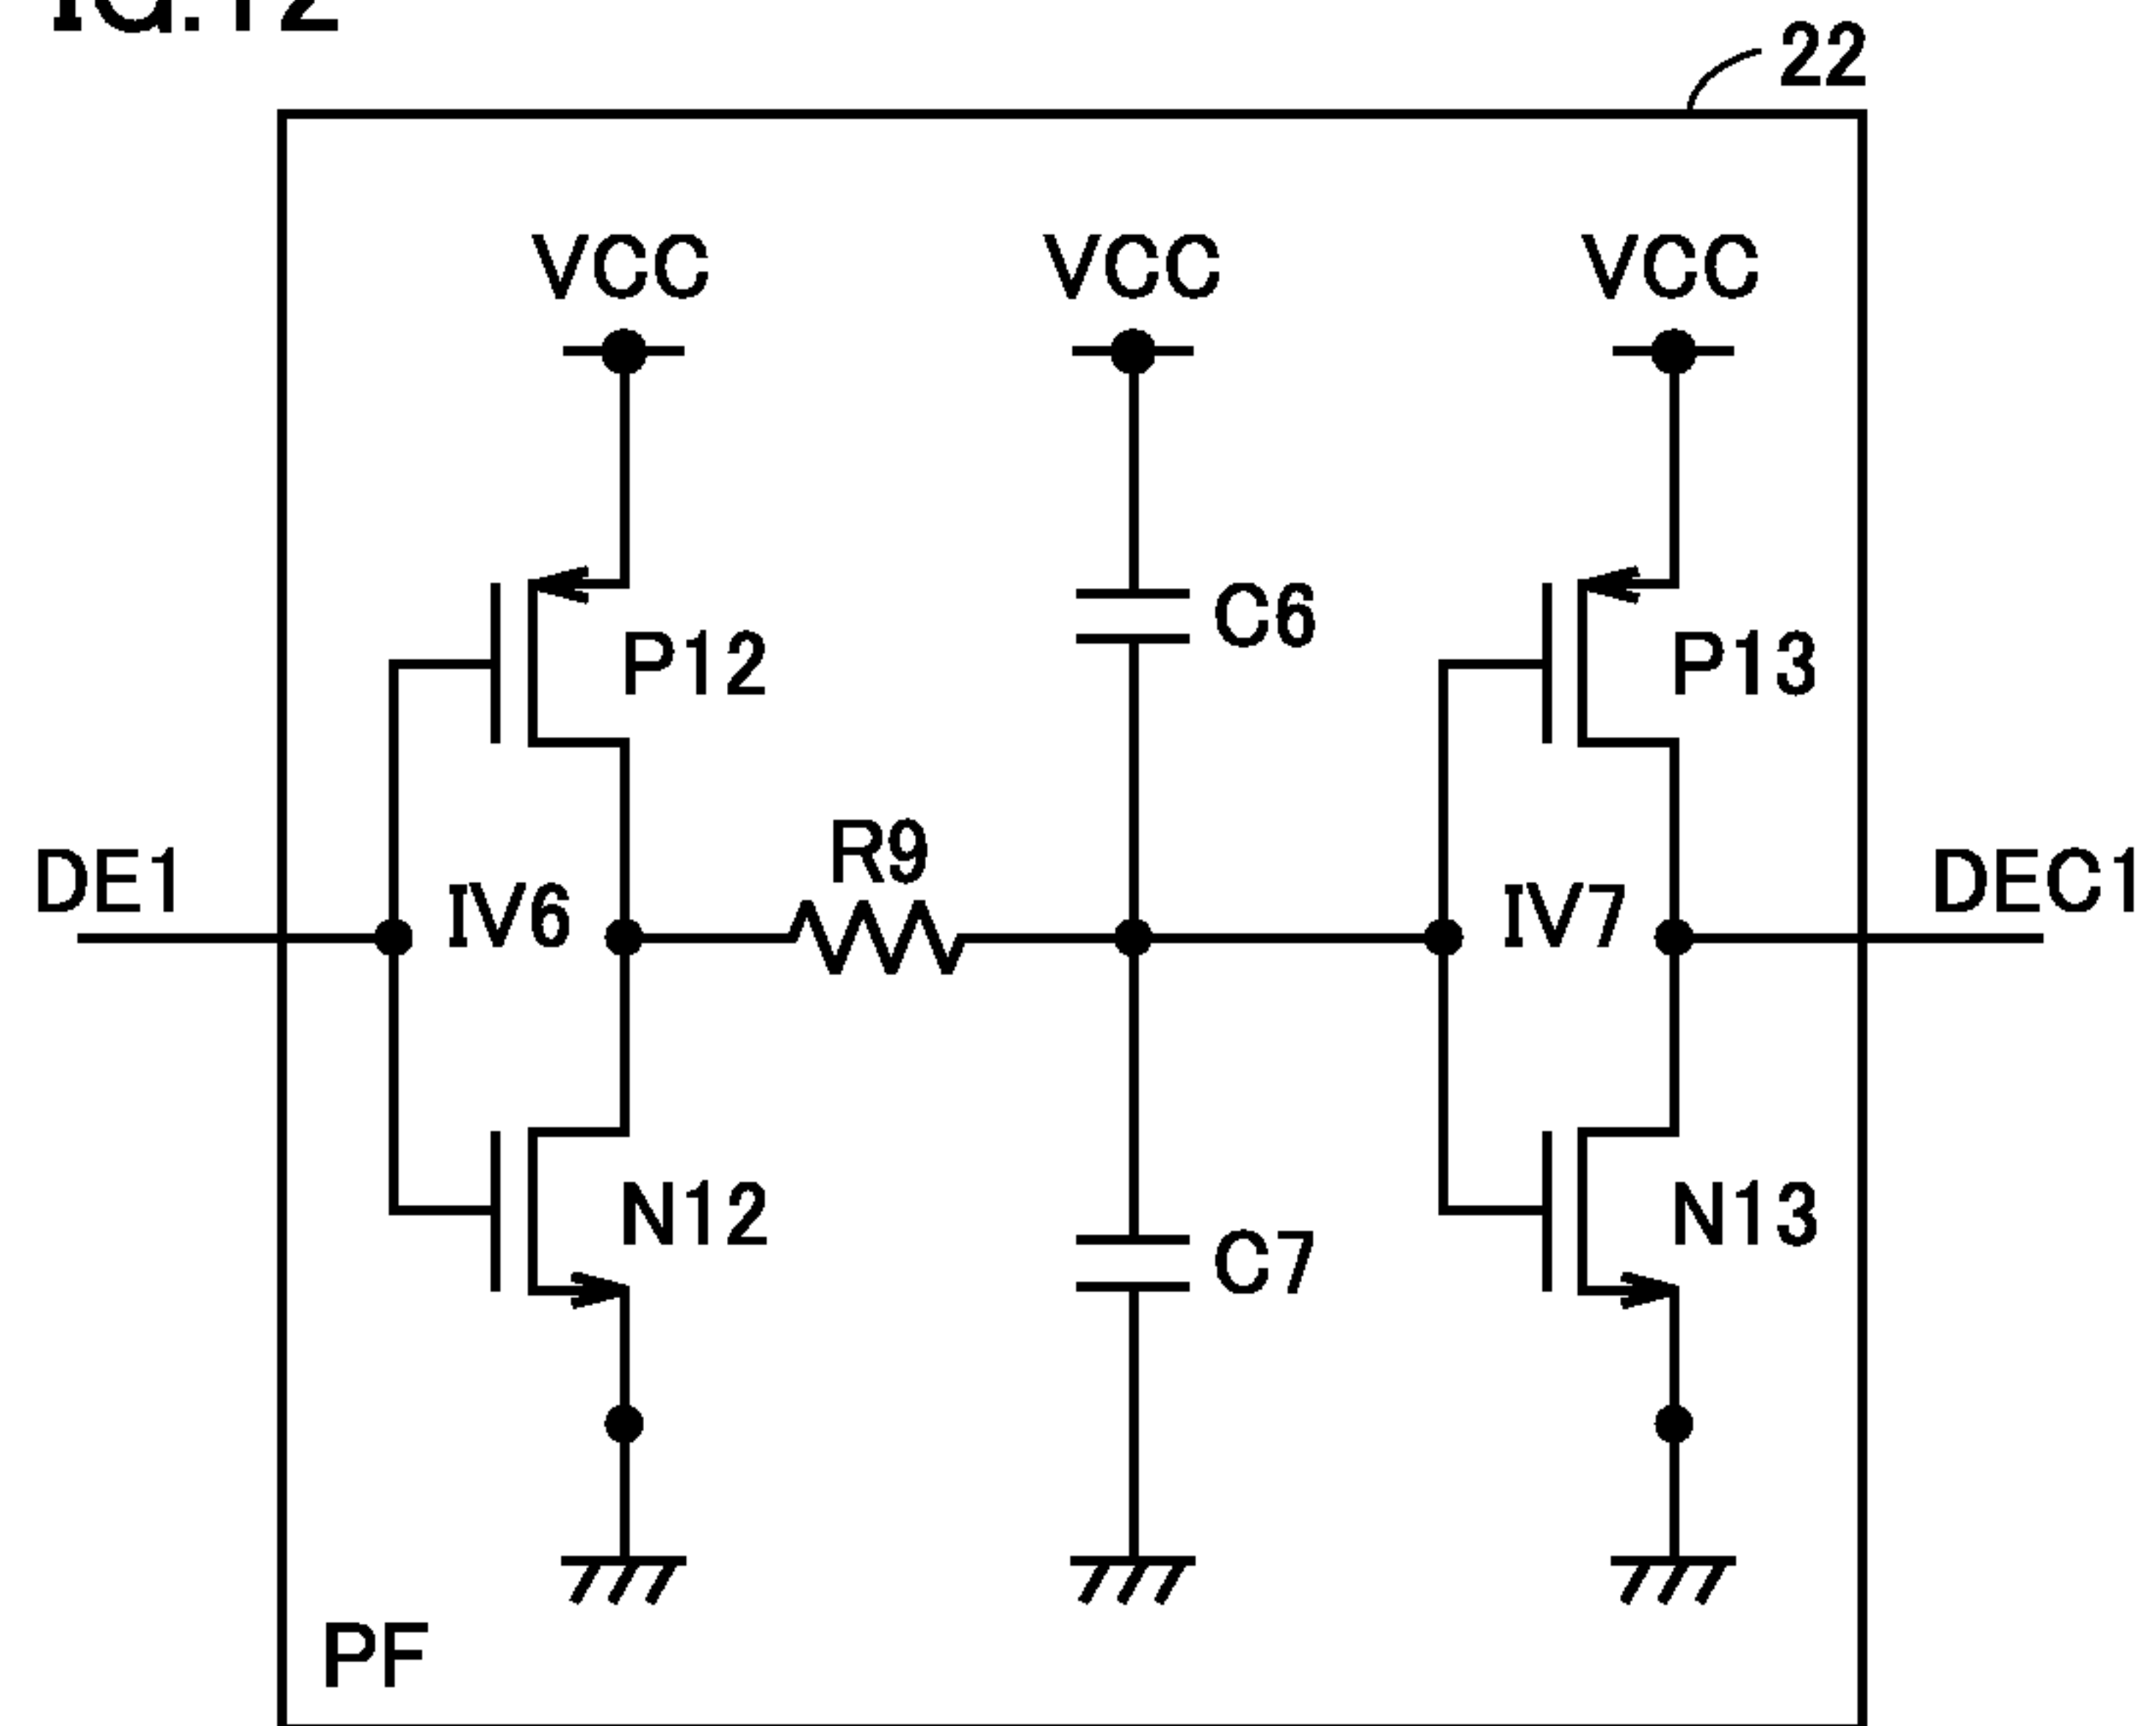 22
VCC VCC VCC
C6
P12 P13
R9
DE1 IV6 IV7 DEC1
N12 N13
C7
PF